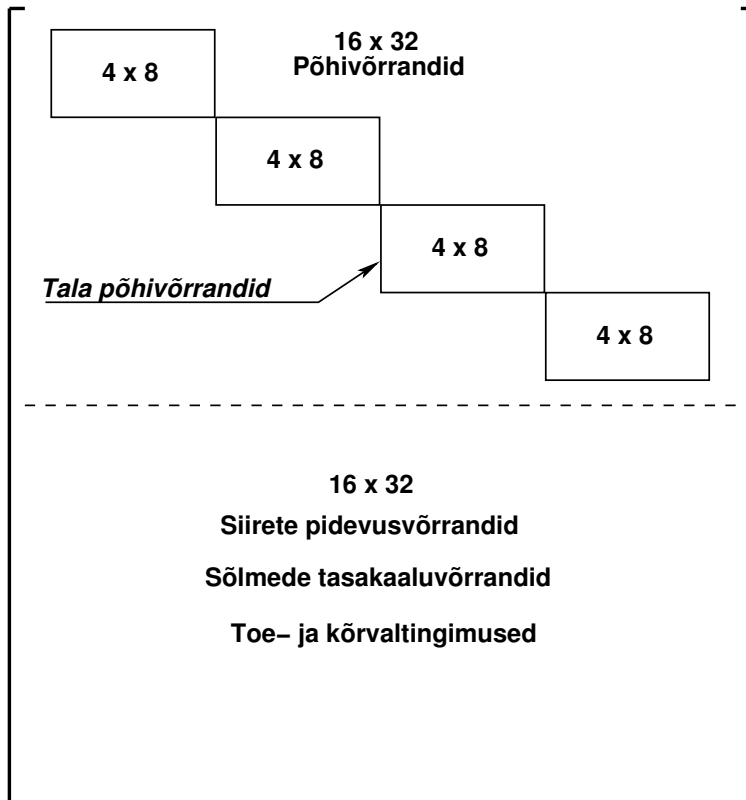 16 x 32
Põhivõrrandid
4 x 8
4 x 8
4 x 8
Tala põhivõrrandid
4 x 8
16 x 32
Siirete pidevusvõrrandid
Sõlmede tasakaaluvõrrandid
Toe− ja kõrvaltingimused